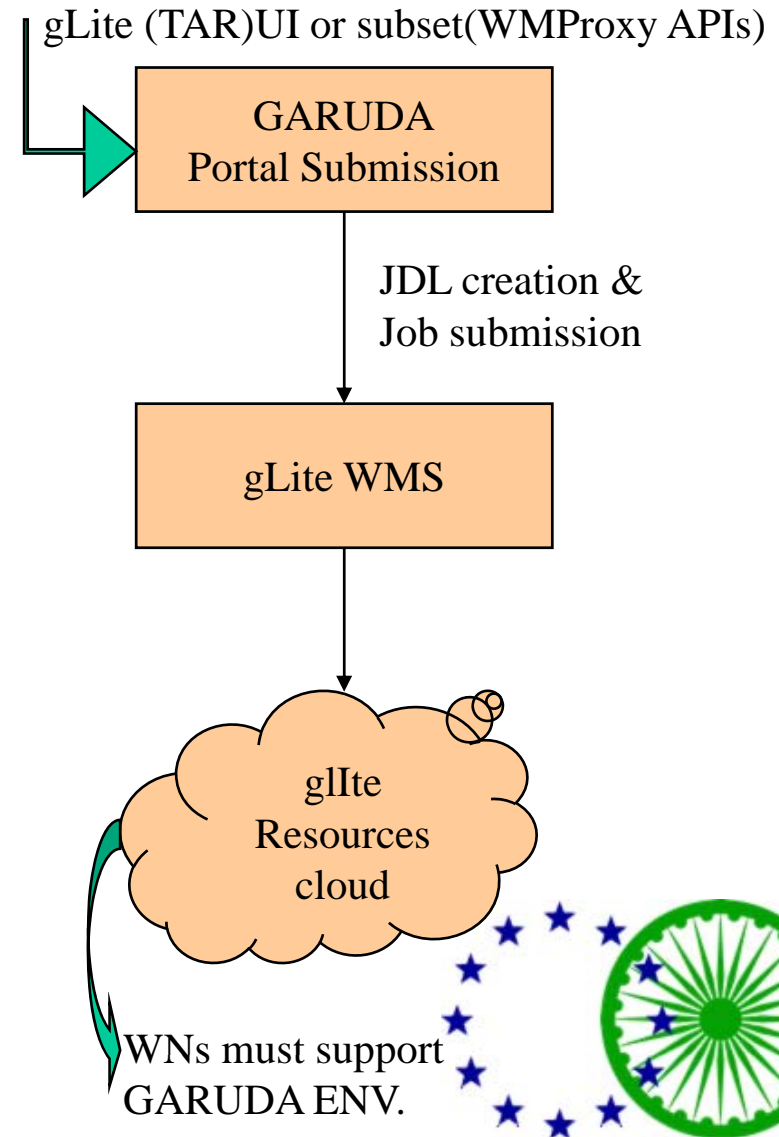 gLite (TAR)UI or subset(WMProxy APIs)
GARUDA
Portal Submission
JDL creation &
Job submission
gLite WMS
glIte
Resources
cloud
WNs must support
GARUDA ENV.